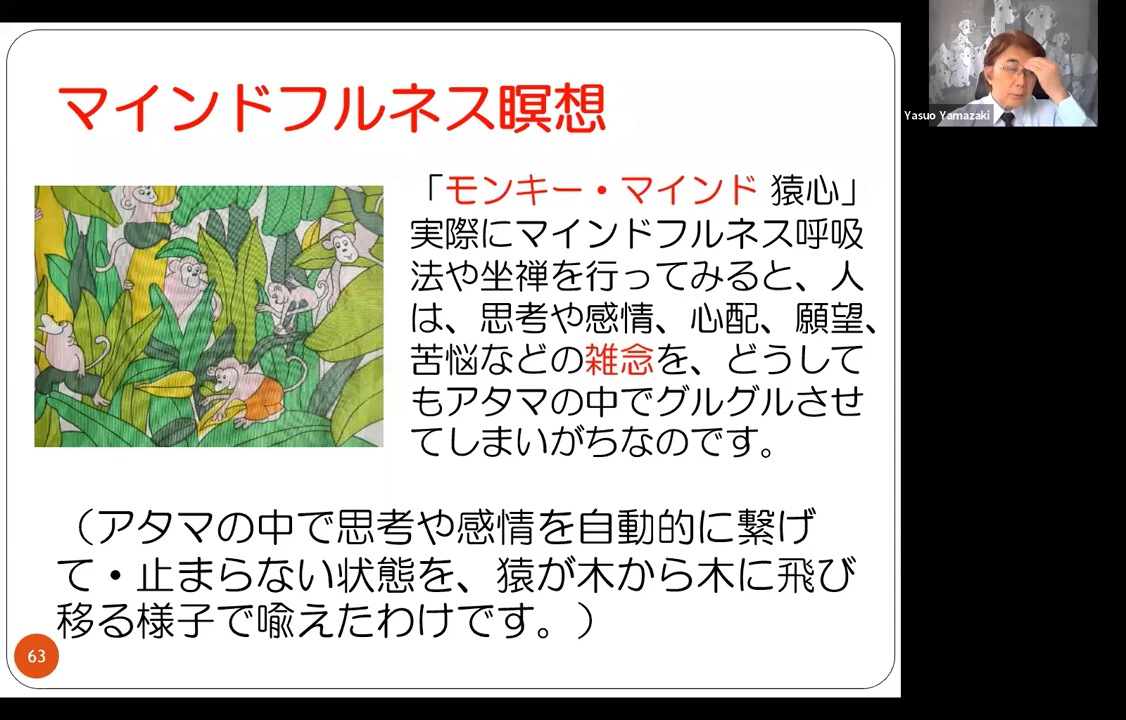 マインドフルネス瞑想
「モンキー・マインド 猿心」
実際にマインドフルネス呼吸
法や坐禅を行ってみると、人
は、思考や感情、心配、願望、
苦悩などの雑念を、どうして
もアタマの中でグルグルさせ
てしまいがちなのです。
（アタマの中で思考や感情を自動的に繋げ
て・止まらない状態を、猿が木から木に飛び
移る様子で喩えたわけです。）
63
Yasuo Yamazaki